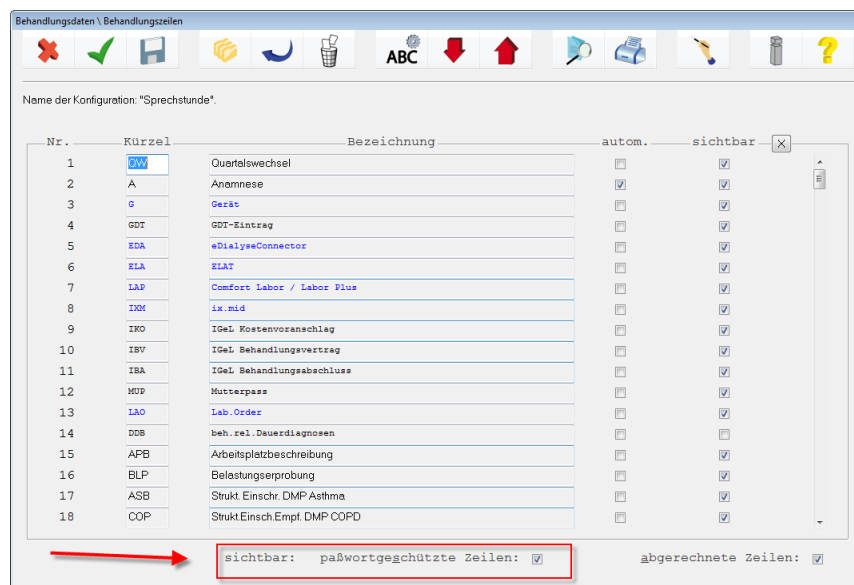 Behandlungsdaten \ Behandlungszeilen
ABC
?
Name der Konfiguration: "Sprechstunde".
Nr. Kürzel Bezeichnung autom. sichtbar X
1 QW Quartalswechsel
2 A Anamnese
3 G Gerät
4 GDT GDT-Eintrag
5 EDA eDialyseConnector
6 ELA ELAT
7 LAP Comfort Labor / Labor Plus
8 IXM ix.mid
9 IKO IGeL Kostenvoranschlag
10 IBV IGeL Behandlungsvertrag
11 IBA IGeL Behandlungsabschluss
12 MUP Mutterpass
13 LAO Lab.Order
14 DDB beh.rel.Dauerdiagnosen
15 APB Arbeitsplatzbeschreibung
16 BLP Belastungserprobung
17 ASB Strukt. Einschr. DMP Asthma
18 COP Strukt.Einsch.Empf. DMP COPD
sichtbar: paßwortgeschützte Zeilen: abgerechnete Zeilen: